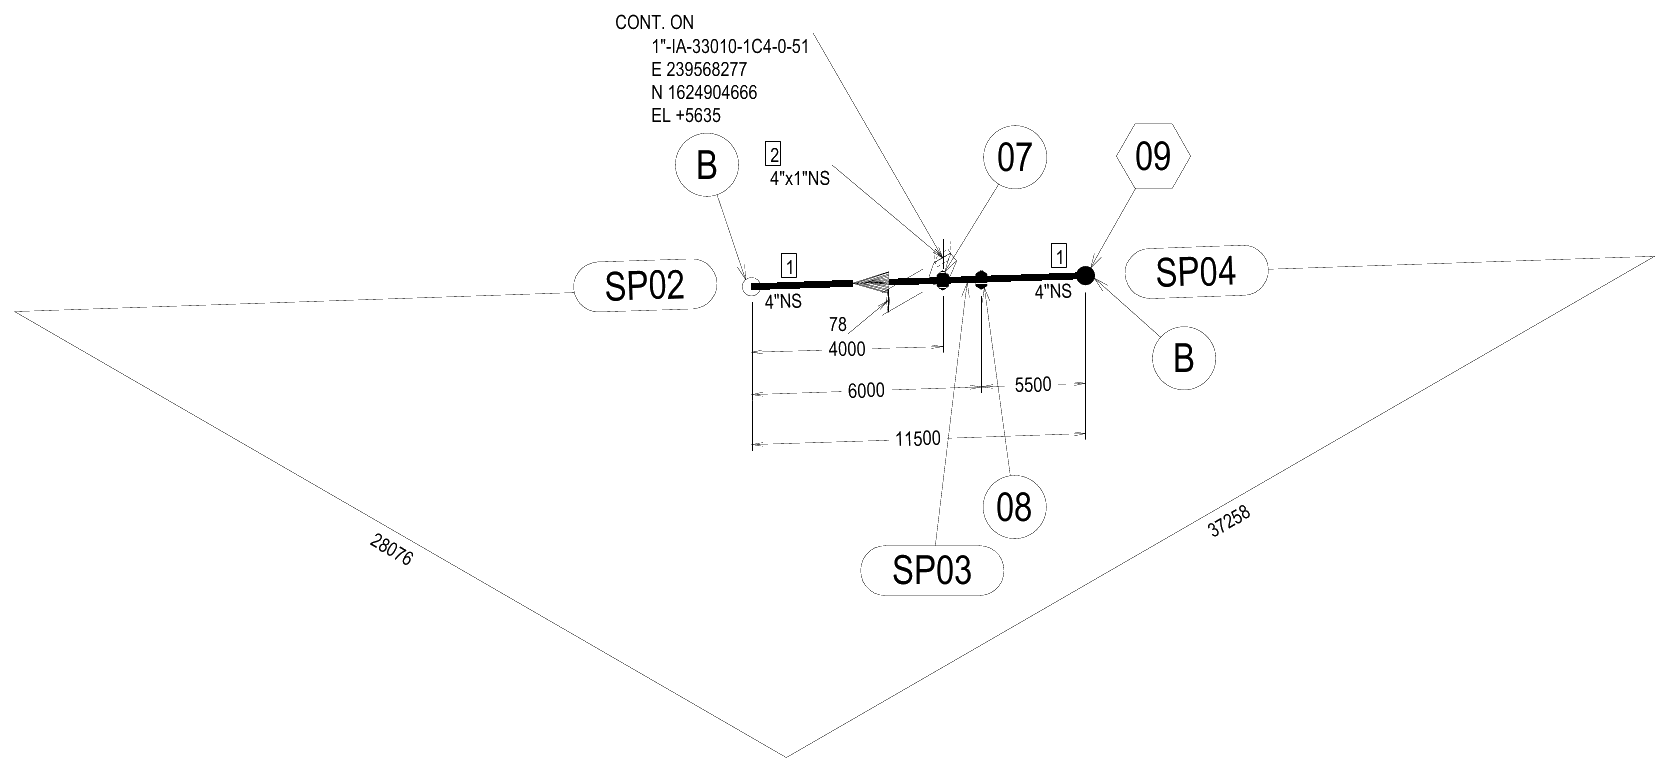 CONT. ON
1"-IA-33010-1C4-0-51
E 239568277
N 1624904666
EL +5635
B
2
4"x1"NS
07
09
SP02
1
4"NS
1
4"NS
SP04
78
4000
B
6000
5500
11500
08
SP03
28076
37258